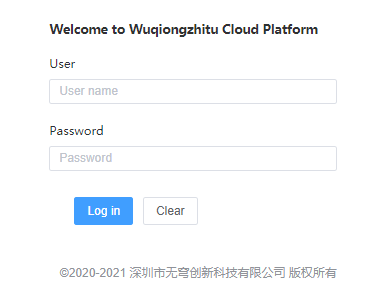 Welcome to Wuqiongzhitu Cloud Platform
User
User name
Password
Password
Log in
Clear
©2020-2021 深圳市无穹创新科技有限公司 版权所有